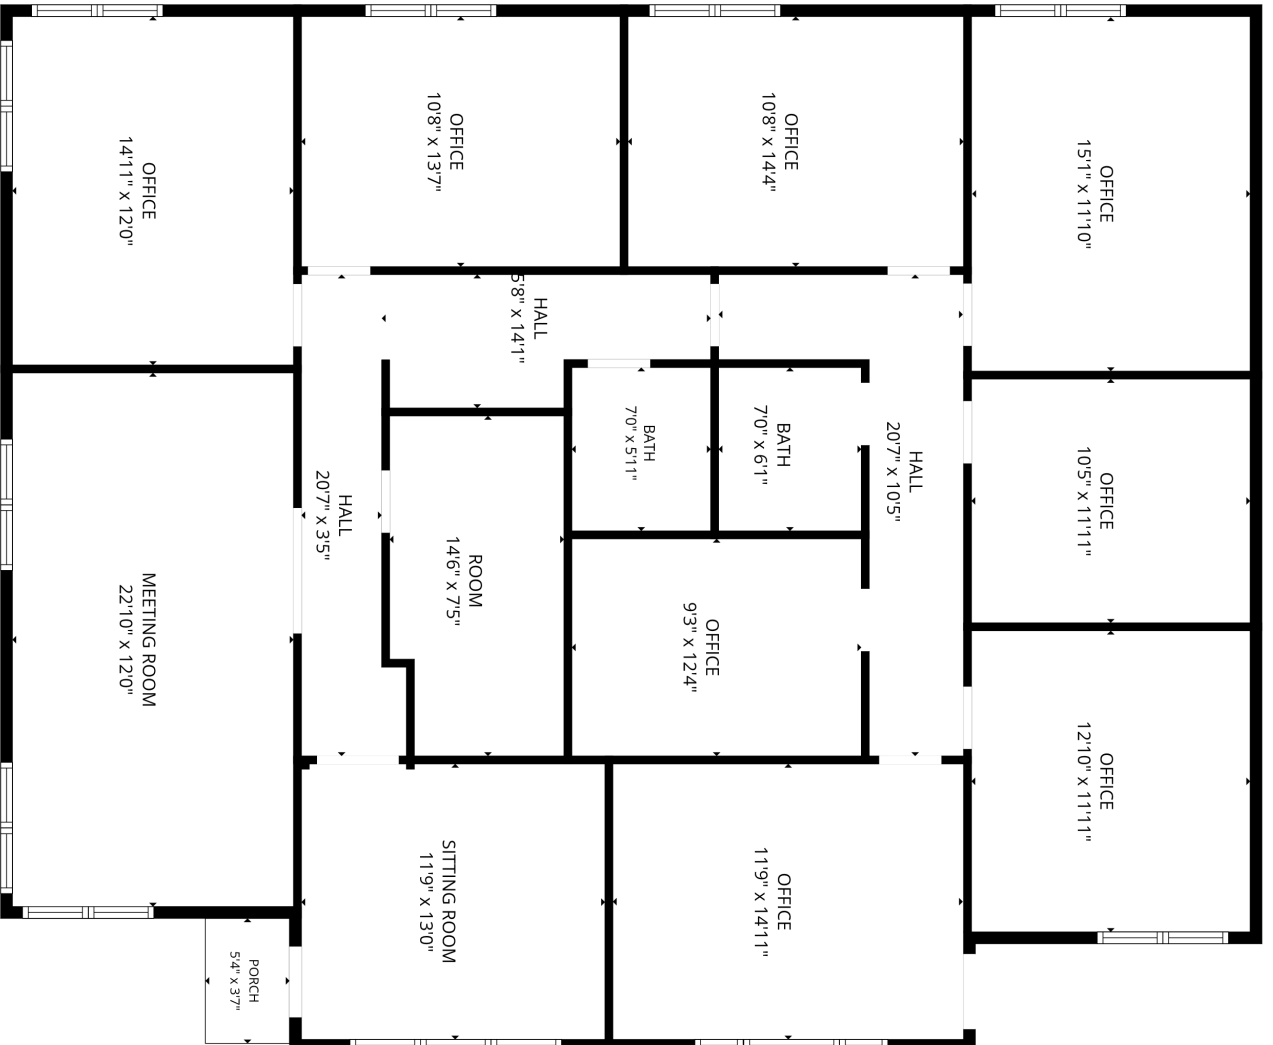 OFFICE
14'11" x 12'0"
OFFICE
10'8" x 13'7"
OFFICE
10'8" x 14'4"
OFFICE
15'1" x 11'10"
HALL
5'8" x 14'1"
BATH
7'0" x 5'11"
BATH
7'0" x 6'1"
HALL
20'7" x 10'5"
OFFICE
10'5" x 11'11"
HALL
20'7" x 3'5"
ROOM
14'6" x 7'5"
OFFICE
9'3" x 12'4"
MEETING ROOM
22'10" x 12'0"
OFFICE
12'10" x 11'11"
SITTING ROOM
11'9" x 13'0"
OFFICE
11'9" x 14'11"
PORCH
5'4" x 3'7"